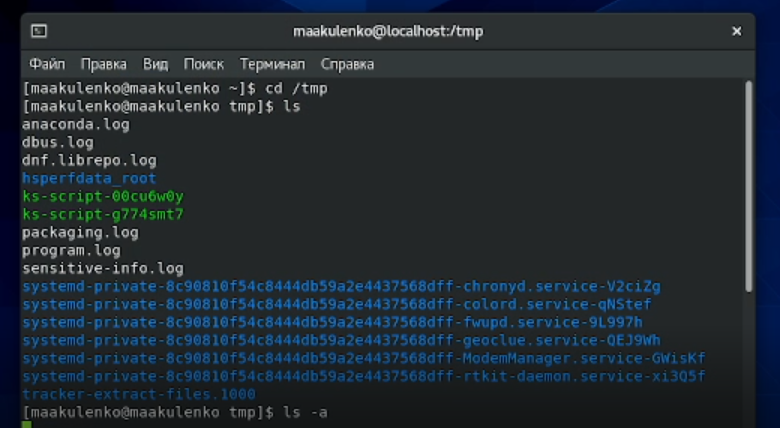 maakulenko@localhost:/tmp
Файл Правка Вид Поиск Терминал Справка
[maakulenko@maakulenko ~]$ cd /tmp
[maakulenko@maakulenko tmp]$ ls
anaconda.log
dbus.log
dnf.librepo.log
hsperfdata_root
ks-script-00cu6w0y
ks-script-g774smt7
packaging.log
program.log
sensitive-info.log
systemd-private-8c90810f54c8444db59a2e4437568dff-chronyd.service-V2ciZg
systemd-private-8c90810f54c8444db59a2e4437568dff-colord.service-qNStef
systemd-private-8c90810f54c8444db59a2e4437568dff-fwupd.service-9L997h
systemd-private-8c90810f54c8444db59a2e4437568dff-geoclue.service-QEJ9Wh
systemd-private-8c90810f54c8444db59a2e4437568dff-ModemManager.service-GWisKf
systemd-private-8c90810f54c8444db59a2e4437568dff-rtkit-daemon.service-xi3Q5f
tracker-extract-files.1000
[maakulenko@maakulenko tmp]$ ls -a